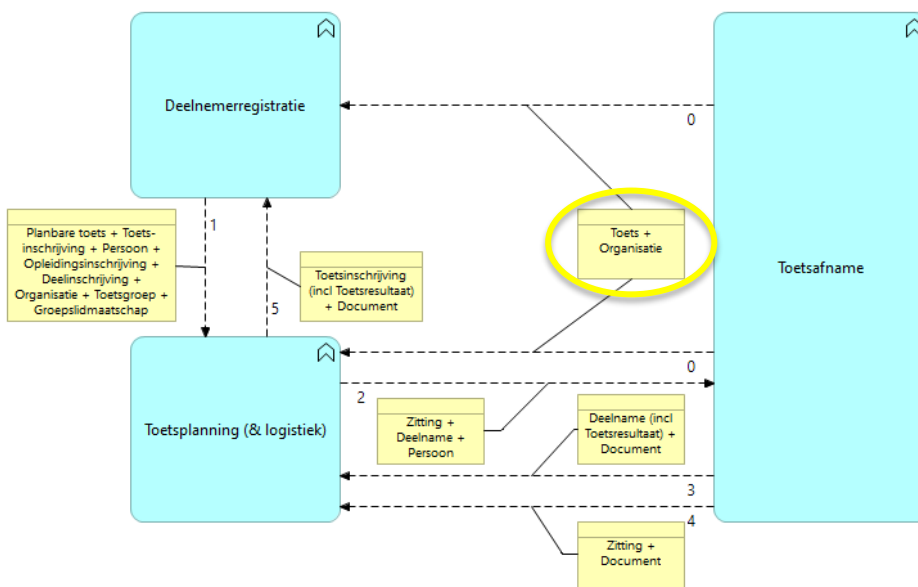 Deelnemerregistratie
0
1
Planbare toets + Toets-
inschrijving + Persoon +
Opleidingsinschrijving +
Deelinschrijving +
Organisatie + Toetsgroep +
Groepslidmaatschap
Toetsinschrijving
(incl Toetsresultaat)
+ Document
5
Toets +
Organisatie
Toetsafname
0
Toetsplanning (& logistiek)
2
Zitting +
Deelname +
Persoon
Deelname (incl
Toetsresultaat) +
Document
3
4
Zitting +
Document